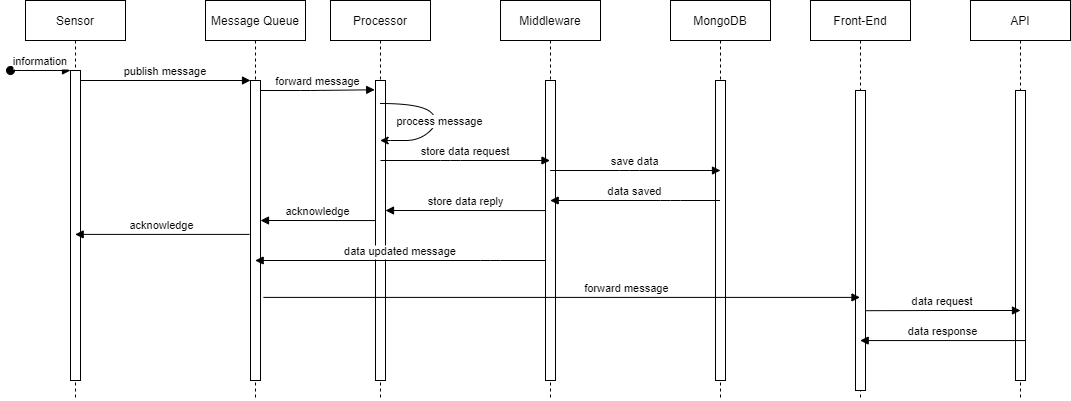 Sensor
Message Queue
Processor
Middleware
MongoDB
Front-End
API
information
publish message
forward message
process message
store data request
save data
data saved
store data reply
acknowledge
acknowledge
data updated message
forward message
data request
data response